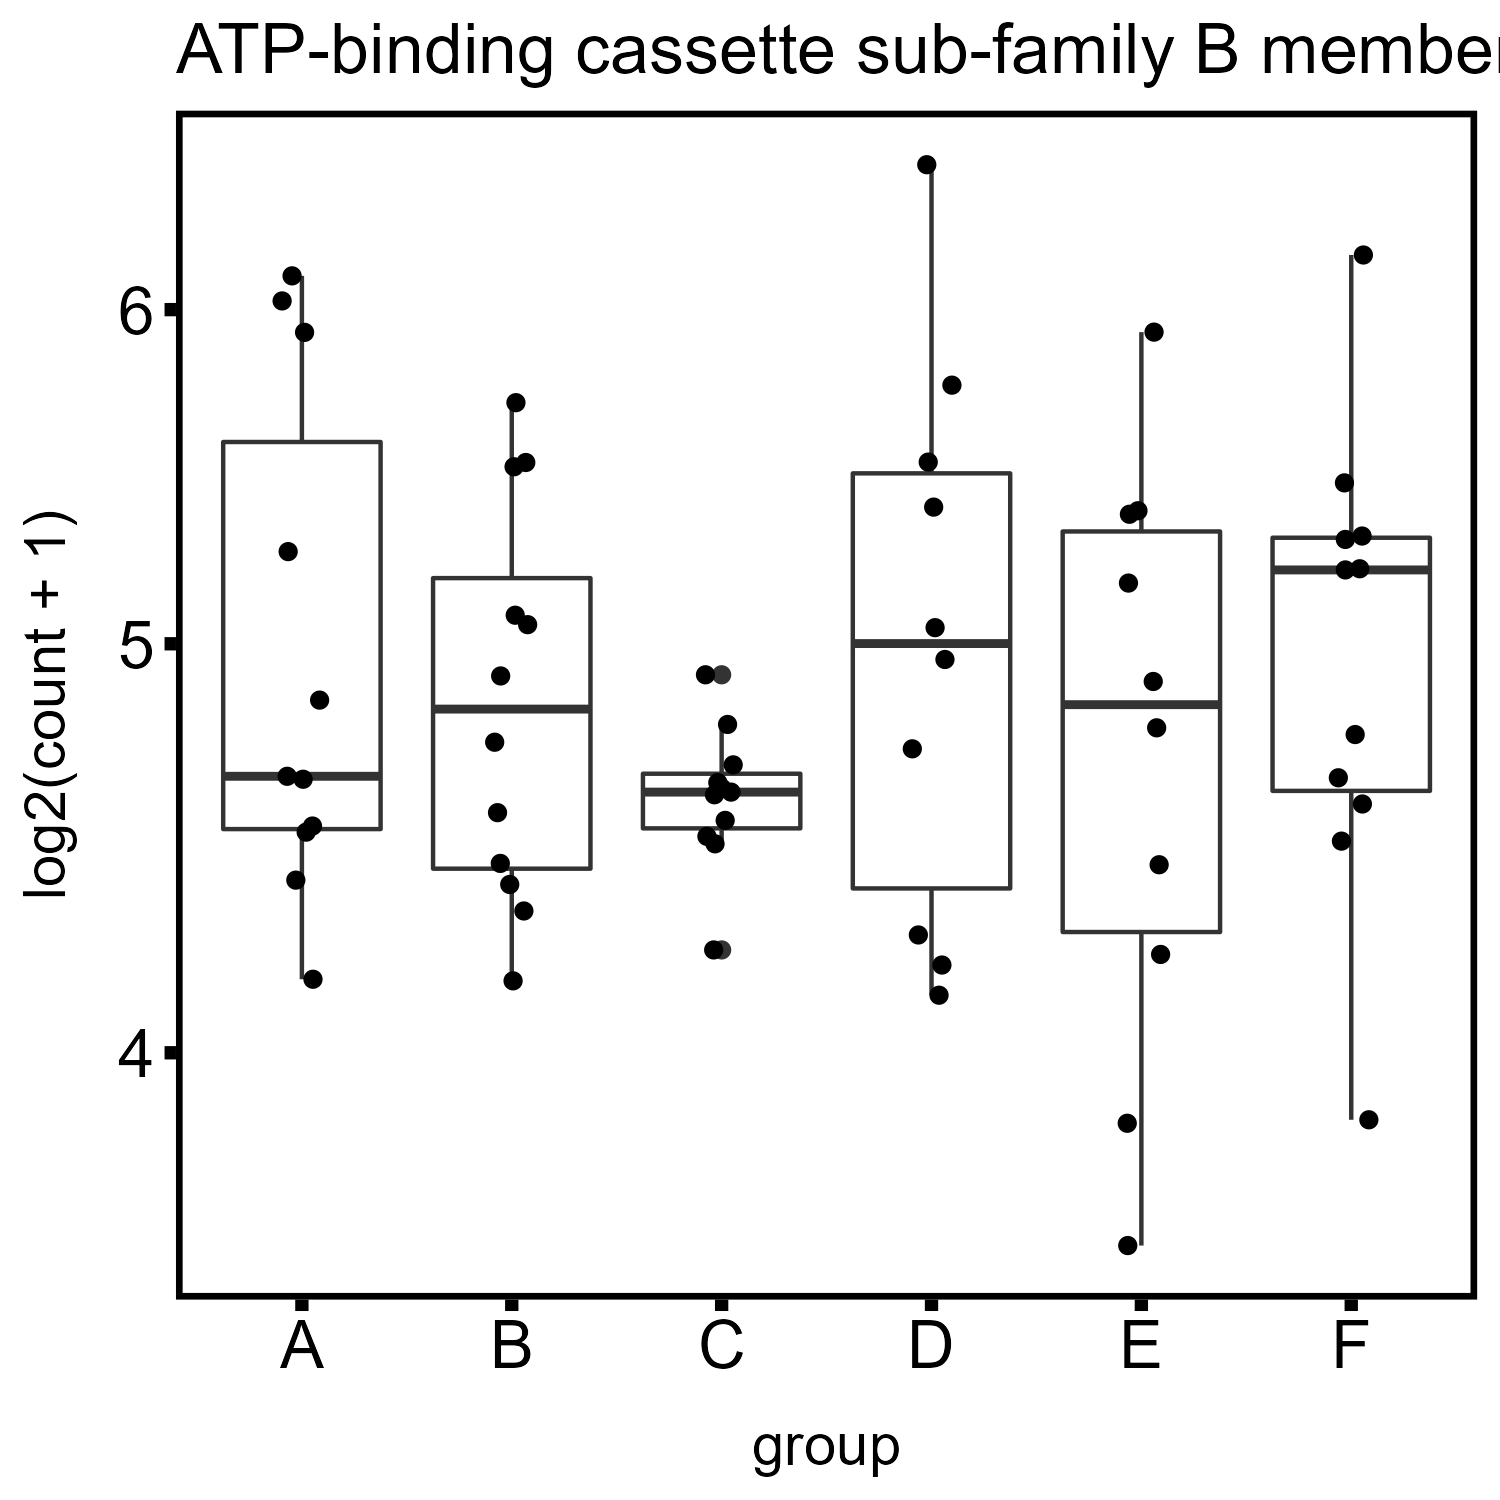 ATP-binding cassette sub-family B member
log2(count + 1)
6
5
4
A B C D E F
group